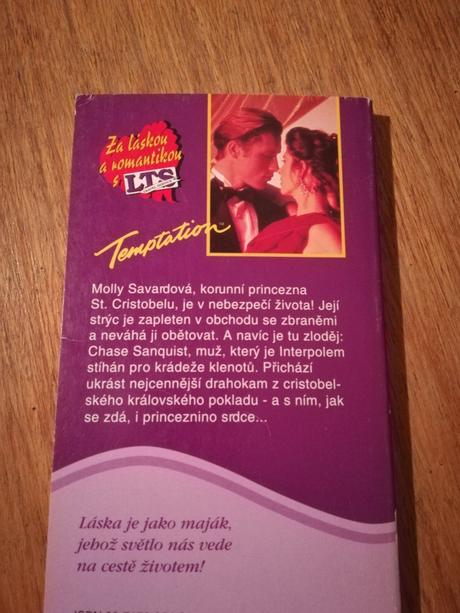 Za láskou
a romantikou
s LTS
Temptation™
Molly Savardová, korunní princezna
St. Cristobelu, je v nebezpečí života! Její
strýc je zapleten v obchodu se zbraněmi
a neváhá ji obětovat. A navíc je tu zloděj:
Chase Sanquist, muž, který je Interpolem
stíhán pro krádeže klenotů. Přichází
ukrást nejcennější drahokam z cristobel-
ského královského pokladu - a s ním, jak
se zdá, i princeznino srdce...
Láska je jako maják,
jehož světlo nás vede
na cestě životem!